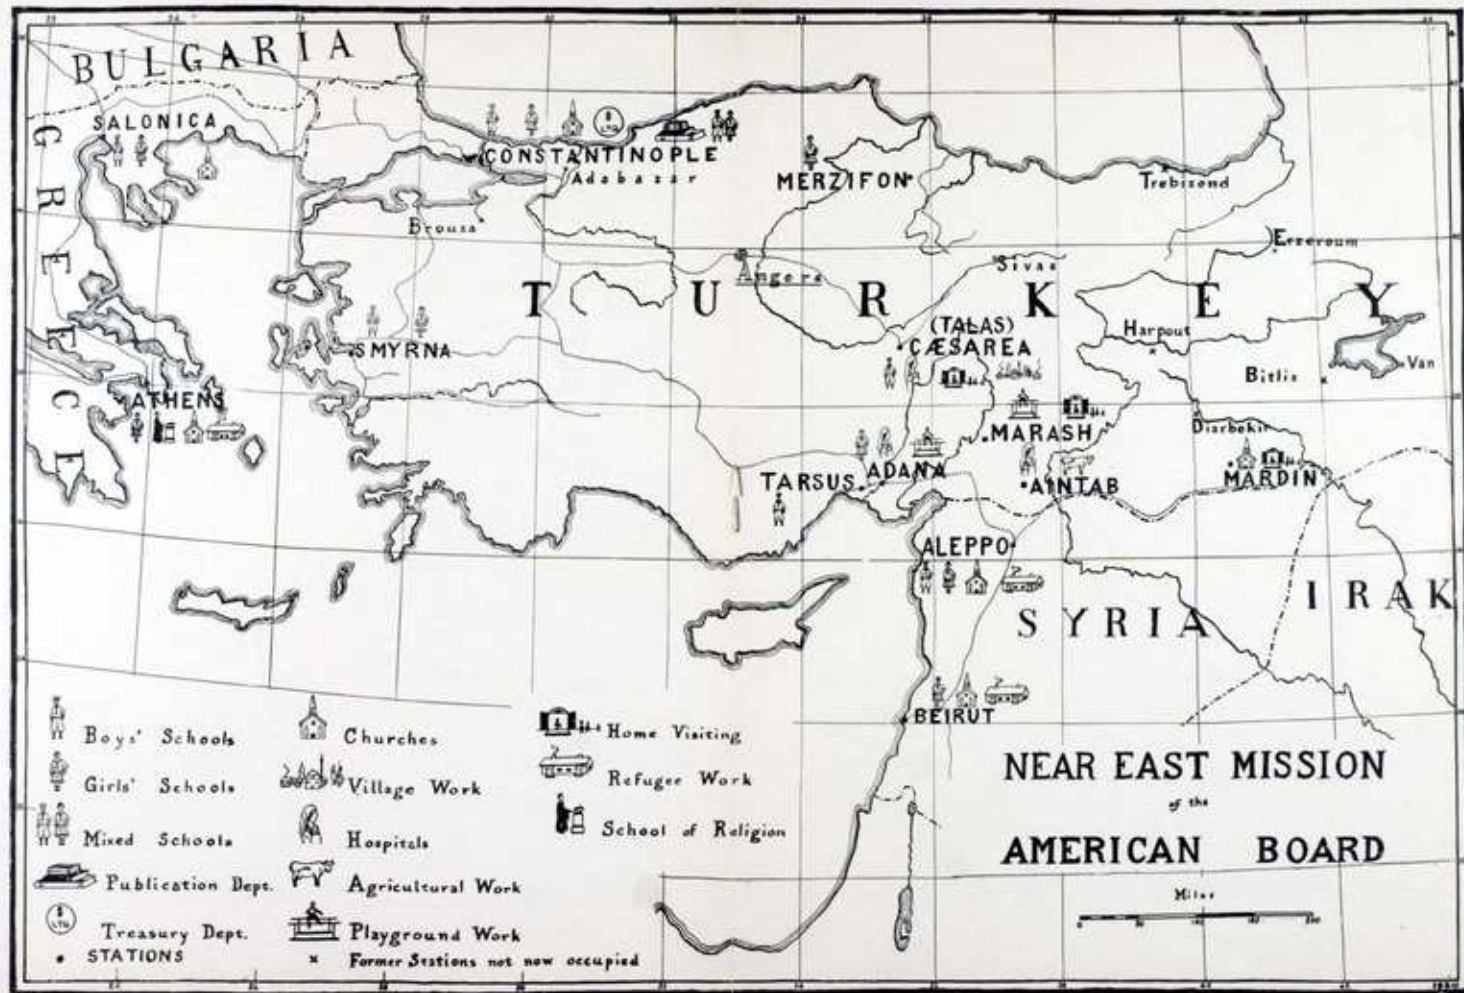 BULGARIA
GREECE
SALONICA
CONSTANTINOPLE
Adabazar
MERZIFON
Trebizond
Brousa
Angora
Sivas
Erzeroum
TURKEY
SMYRNA
(TALAS)
CÆSAREA
Harpout
Bitlis
Van
ATHENS
MARASH
Diarbekir
TARSUS
ADANA
AINTAB
MARDIN
ALEPPO
SYRIA
IRAK
BEIRUT
Boys' Schools
Girls' Schools
Mixed Schools
Publication Dept.
$
LTQ
Treasury Dept.
• STATIONS
Churches
Village Work
Hospitals
Agricultural Work
Playground Work
x Former Stations not now occupied
Home Visiting
Refugee Work
School of Religion
NEAR EAST MISSION
of the
AMERICAN BOARD
Miles